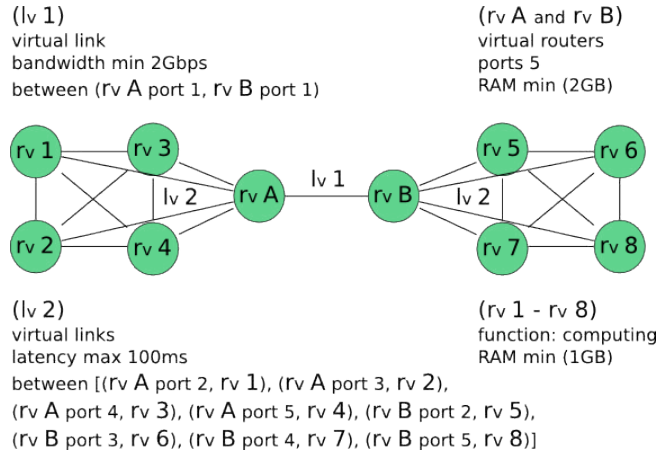 (lv 1)
virtual link
bandwidth min 2Gbps
between (rv A port 1, rv B port 1)
(rv A and rv B)
virtual routers
ports 5
RAM min (2GB)
rv 1
rv 3
rv 5
rv 6
lv 1
lv 2
rv A
rv B
lv 2
rv 2
rv 4
rv 7
rv 8
(lv 2)
virtual links
latency max 100ms
between [(rv A port 2, rv 1), (rv A port 3, rv 2),
(rv A port 4, rv 3), (rv A port 5, rv 4), (rv B port 2, rv 5),
(rv B port 3, rv 6), (rv B port 4, rv 7), (rv B port 5, rv 8)]
(rv 1 - rv 8)
function: computing
RAM min (1GB)